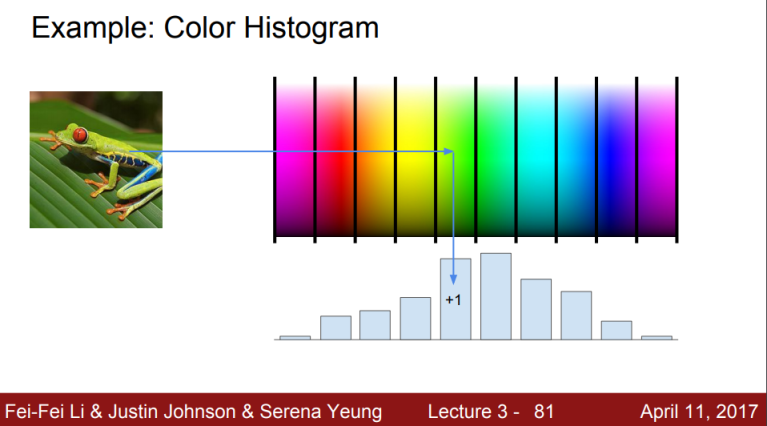 Example: Color Histogram
+1
Fei-Fei Li & Justin Johnson & Serena Yeung Lecture 3 - 81 April 11, 2017